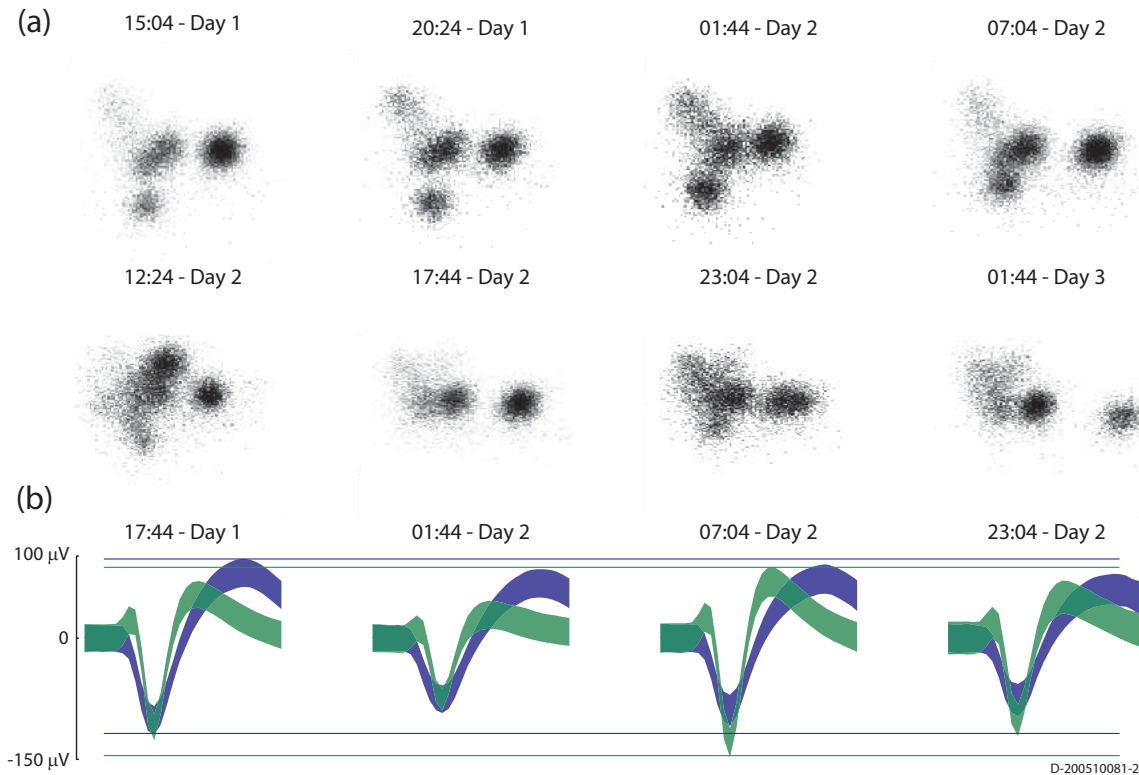 (a)
15:04 - Day 1
20:24 - Day 1
01:44 - Day 2
07:04 - Day 2
12:24 - Day 2
17:44 - Day 2
23:04 - Day 2
01:44 - Day 3
(b)
17:44 - Day 1
01:44 - Day 2
07:04 - Day 2
23:04 - Day 2
100 µV
0
-150 µV
D-200510081-2